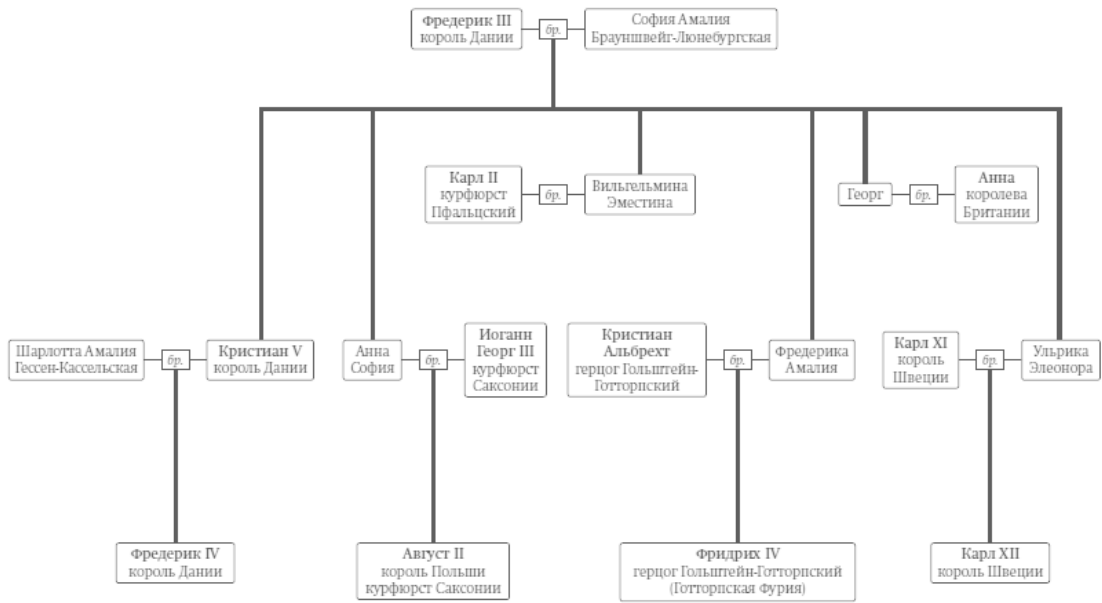 Фредерик III
король Дании
бр.
София Амалия
Брауншвейг-Люнебургская
Карл II
курфюрст
Пфальцский
бр.
Вильгельмина
Эместина
Георг
бр.
Анна
королева
Британии
Шарлотта Амалия
Гессен-Кассельская
бр.
Кристиан V
король Дании
Анна
София
бр.
Иоганн
Георг III
курфюрст
Саксонии
Кристиан
Альбрехт
герцог Гольштейн-
Готторпский
бр.
Фредерика
Амалия
Карл XI
король
Швеции
бр.
Ульрика
Элеонора
Фредерик IV
король Дании
Август II
король Польши
курфюрст Саксонии
Фридрих IV
герцог Гольштейн-Готторпский
(Готторпская Фурия)
Карл XII
король Швеции